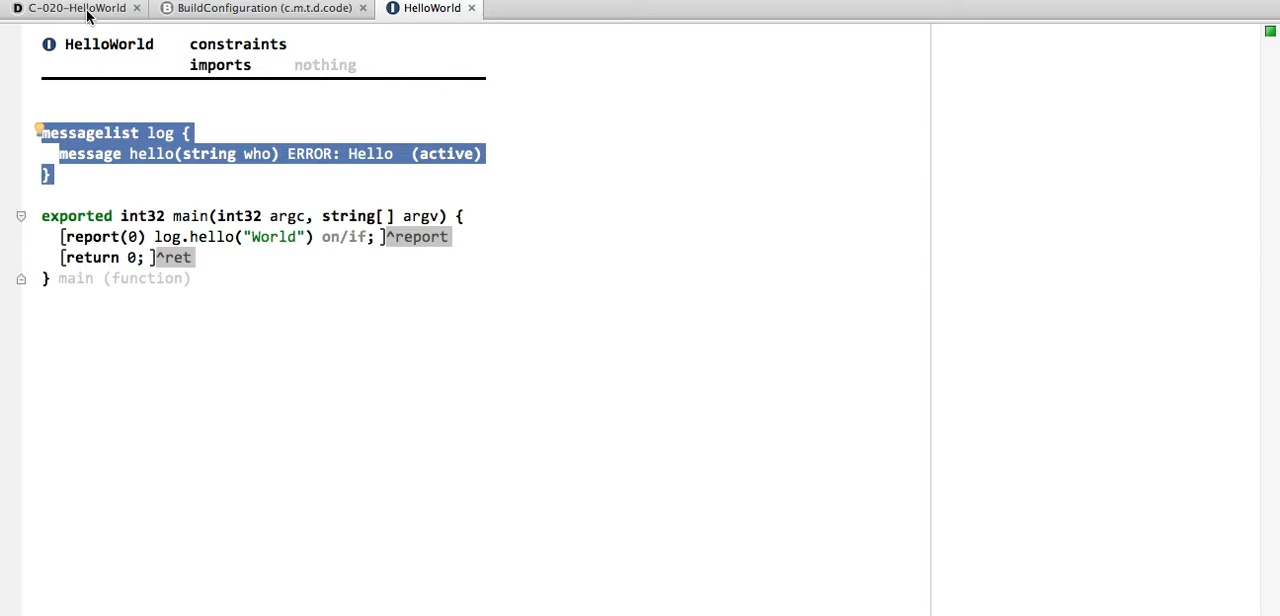 C-020-HelloWorld BuildConfiguration (c.m.t.d.code) HelloWorld
HelloWorld constraints
imports nothing
messagelist log {
message hello(string who) ERROR: Hello (active)
}
exported int32 main(int32 argc, string[] argv) {
[report(0) log.hello("World") on/if; ]^report
[return 0; ]^ret
} main (function)